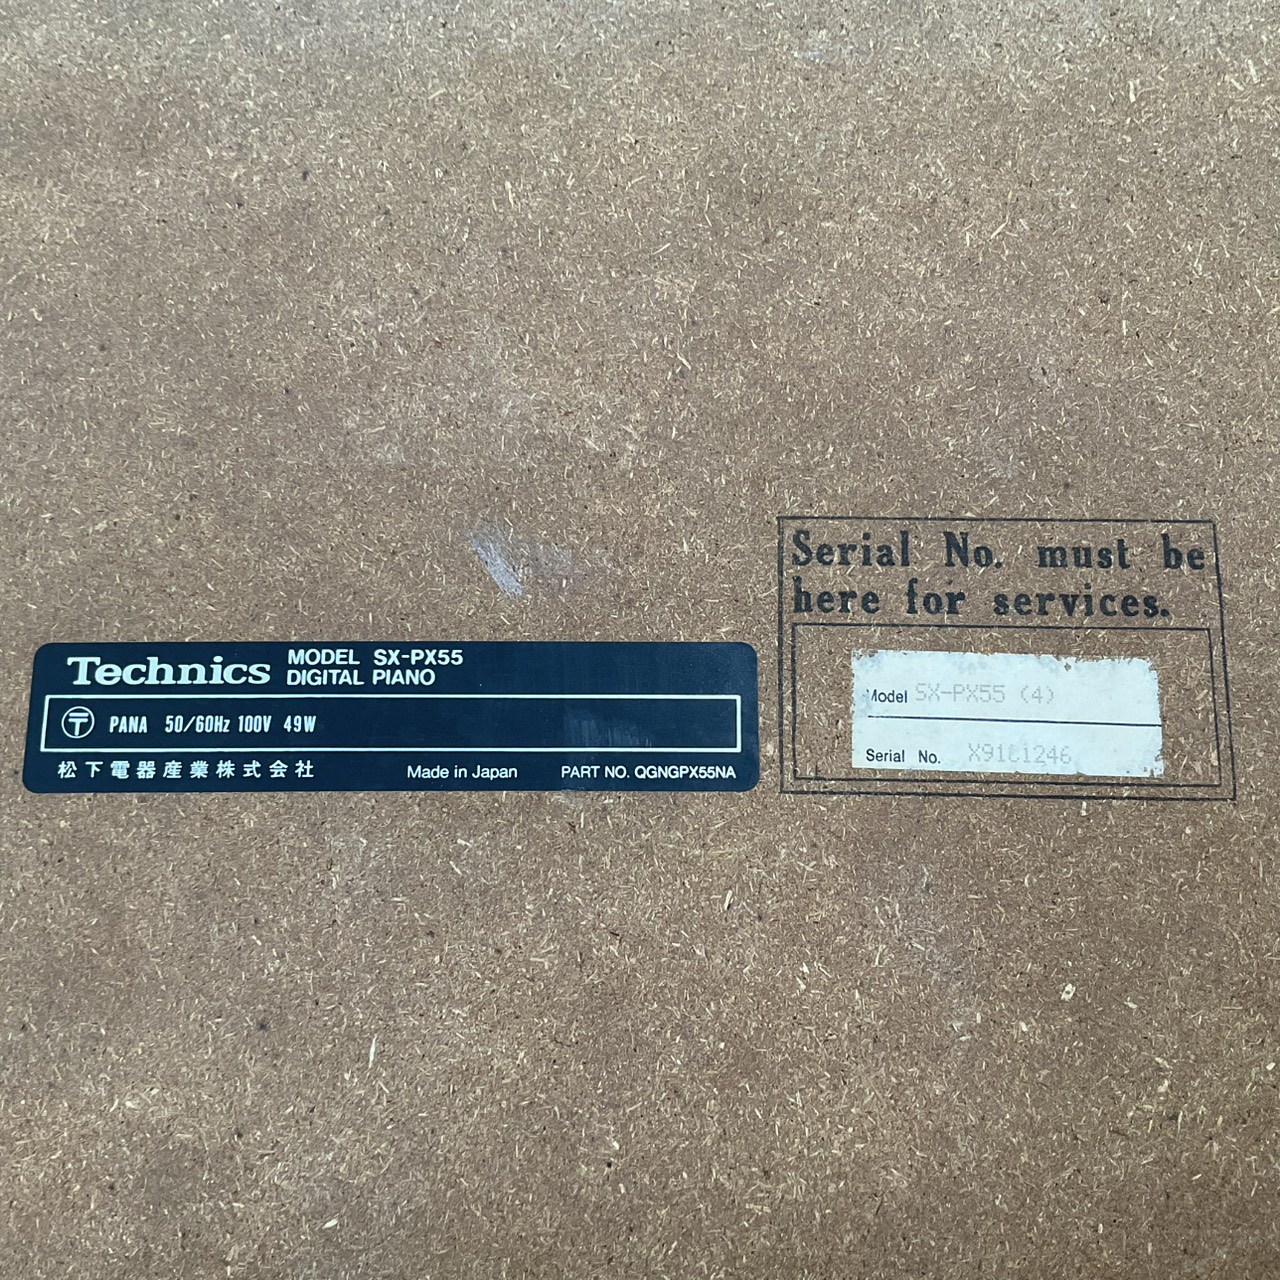 Technics MODEL SX-PX55
DIGITAL PIANO
〒 PANA 50/60Hz 100V 49W
松下電器産業株式会社 Made in Japan PART NO. QGNGPX55NA
Serial No. must be
here for services.
Model SX-PX55 (4)
Serial No. X91C1246